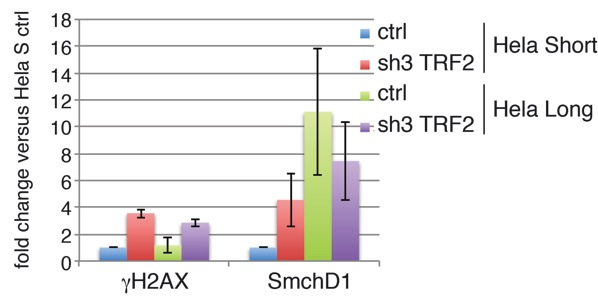 fold change versus Hela S ctrl
18
16
14
12
10
8
6
4
2
0
γH2AX
SmchD1
ctrl
sh3 TRF2
Hela Short
ctrl
sh3 TRF2
Hela Long